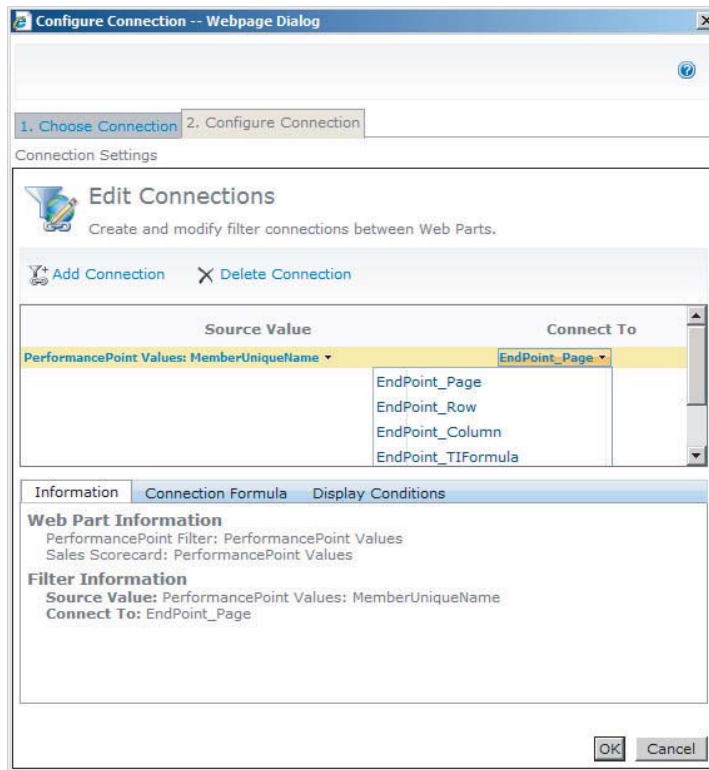 Configure Connection -- Webpage Dialog
1. Choose Connection 2. Configure Connection
Connection Settings
Edit Connections
Create and modify filter connections between Web Parts.
Add Connection Delete Connection
Source Value Connect To
PerformancePoint Values: MemberUniqueName EndPoint_Page
EndPoint_Page
EndPoint_Row
EndPoint_Column
EndPoint_TIFormula
Information Connection Formula Display Conditions
Web Part Information
PerformancePoint Filter: PerformancePoint Values
Sales Scorecard: PerformancePoint Values
Filter Information
Source Value: PerformancePoint Values: MemberUniqueName
Connect To: EndPoint_Page
OK Cancel